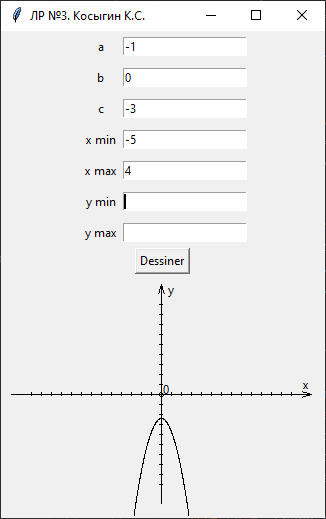 ЛР №3. Косыгин К.С.
a -1
b 0
c -3
x min -5
x max 4
y min
y max
Dessiner
y
x
0